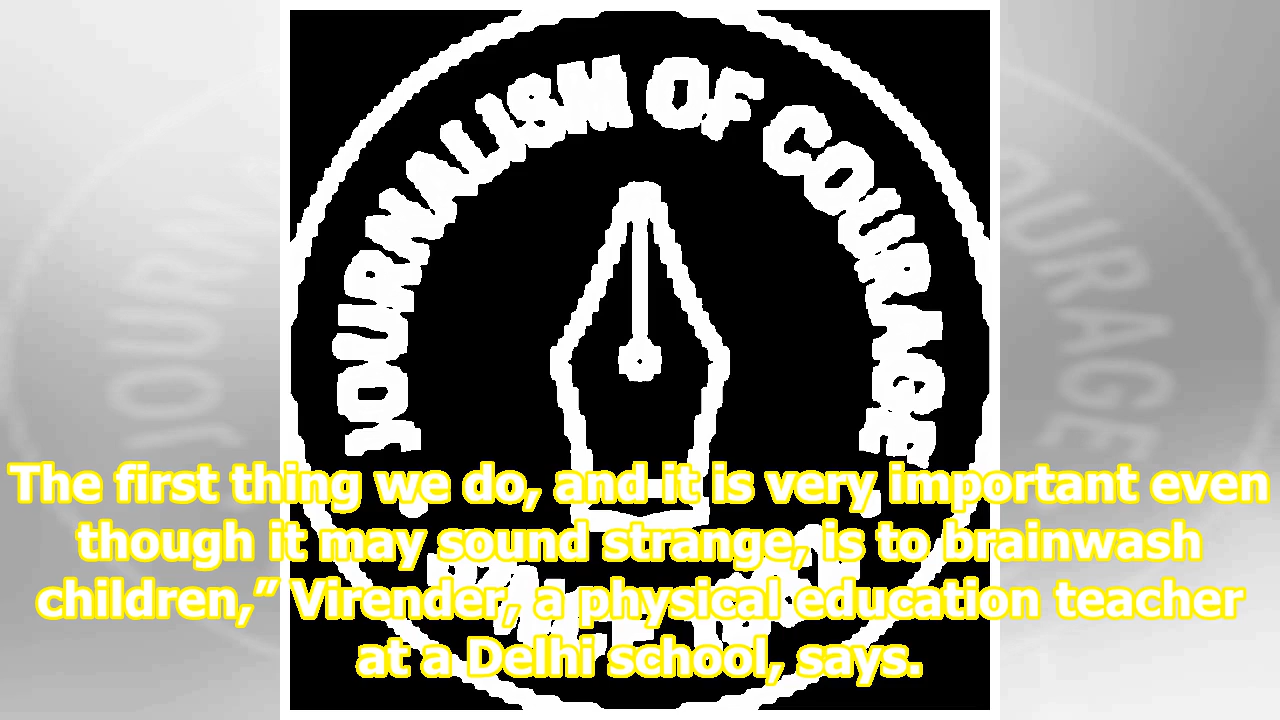 JOURNALISM OF COURAGE
The first thing we do, and it is very important even
though it may sound strange, is to brainwash
children,” Virender, a physical education teacher
at a Delhi school, says.